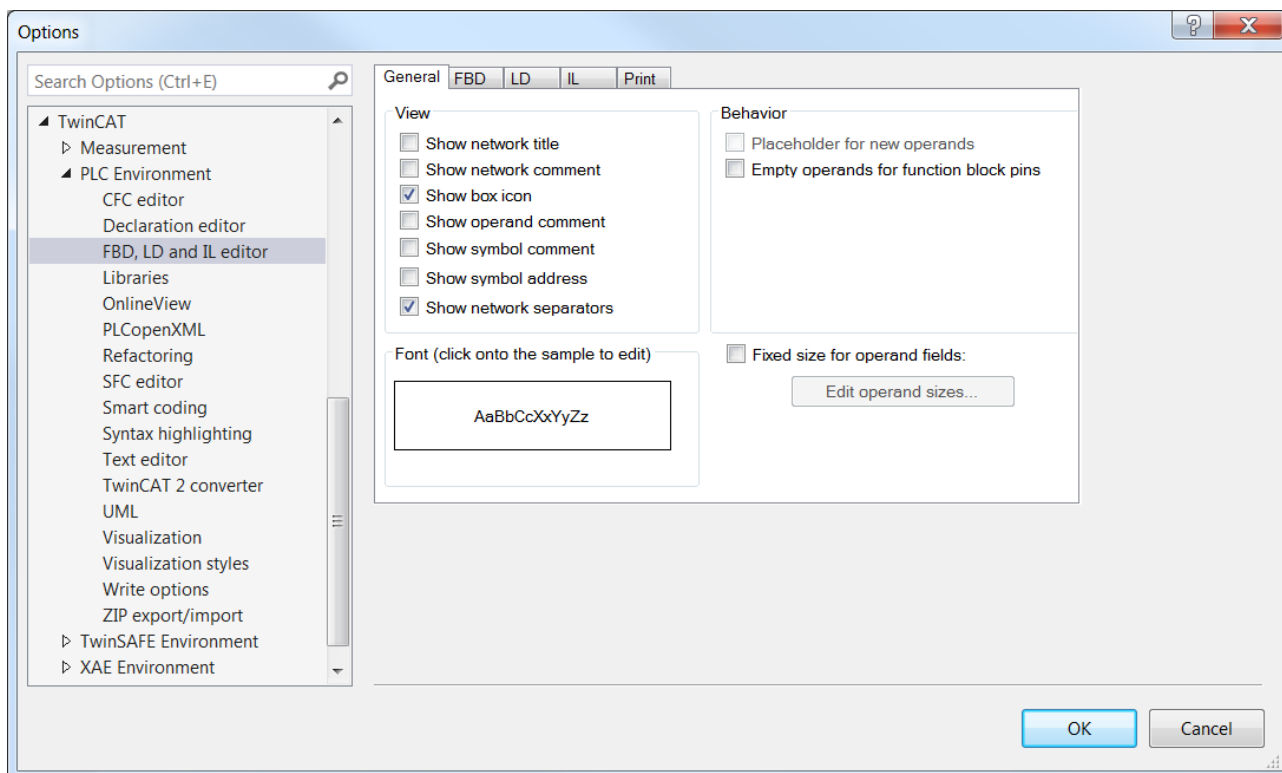 Options
Search Options (Ctrl+E)
TwinCAT
Measurement
PLC Environment
CFC editor
Declaration editor
FBD, LD and IL editor
Libraries
OnlineView
PLCopenXML
Refactoring
SFC editor
Smart coding
Syntax highlighting
Text editor
TwinCAT 2 converter
UML
Visualization
Visualization styles
Write options
ZIP export/import
TwinSAFE Environment
XAE Environment
General FBD LD IL Print
View
Show network title
Show network comment
Show box icon
Show operand comment
Show symbol comment
Show symbol address
Show network separators
Behavior
Placeholder for new operands
Empty operands for function block pins
Font (click onto the sample to edit)
AaBbCcXxYyZz
Fixed size for operand fields:
Edit operand sizes...
OK Cancel